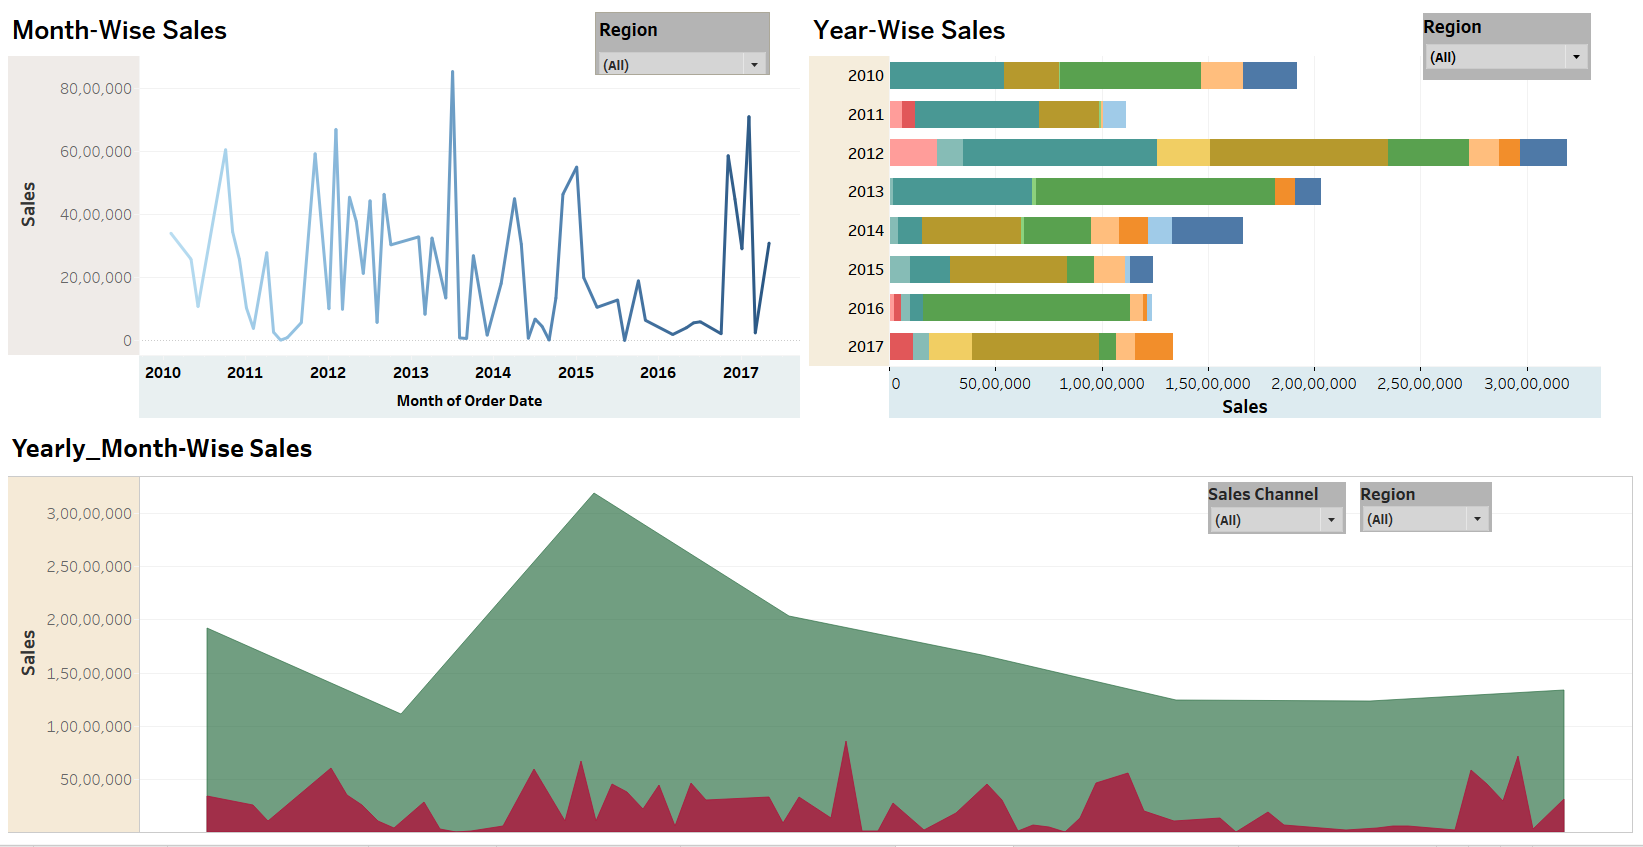 Month-Wise Sales
Region
(All)
80,00,000
60,00,000
40,00,000
20,00,000
0
Sales
2010 2011 2012 2013 2014 2015 2016 2017
Month of Order Date
Year-Wise Sales
Region
(All)
2010
2011
2012
2013
2014
2015
2016
2017
0 50,00,000 1,00,00,000 1,50,00,000 2,00,00,000 2,50,00,000 3,00,00,000
Sales
Yearly_Month-Wise Sales
Sales Channel
(All)
Region
(All)
3,00,00,000
2,50,00,000
2,00,00,000
1,50,00,000
1,00,00,000
50,00,000
Sales